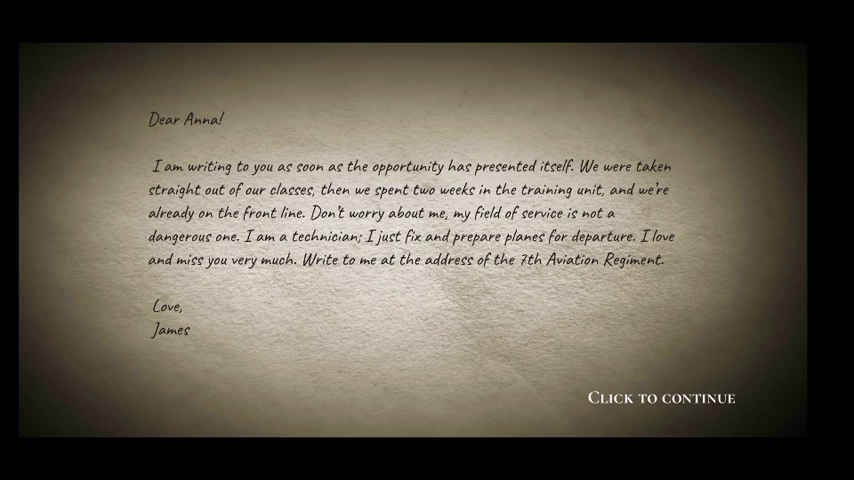 Dear Anna!
I am writing to you as soon as the opportunity has presented itself. We were taken
straight out of our classes, then we spent two weeks in the training unit, and we're
already on the front line. Don't worry about me, my field of service is not a
dangerous one. I am a technician; I just fix and prepare planes for departure. I love
and miss you very much. Write to me at the address of the 7th Aviation Regiment.
Love,
James
Click to continue